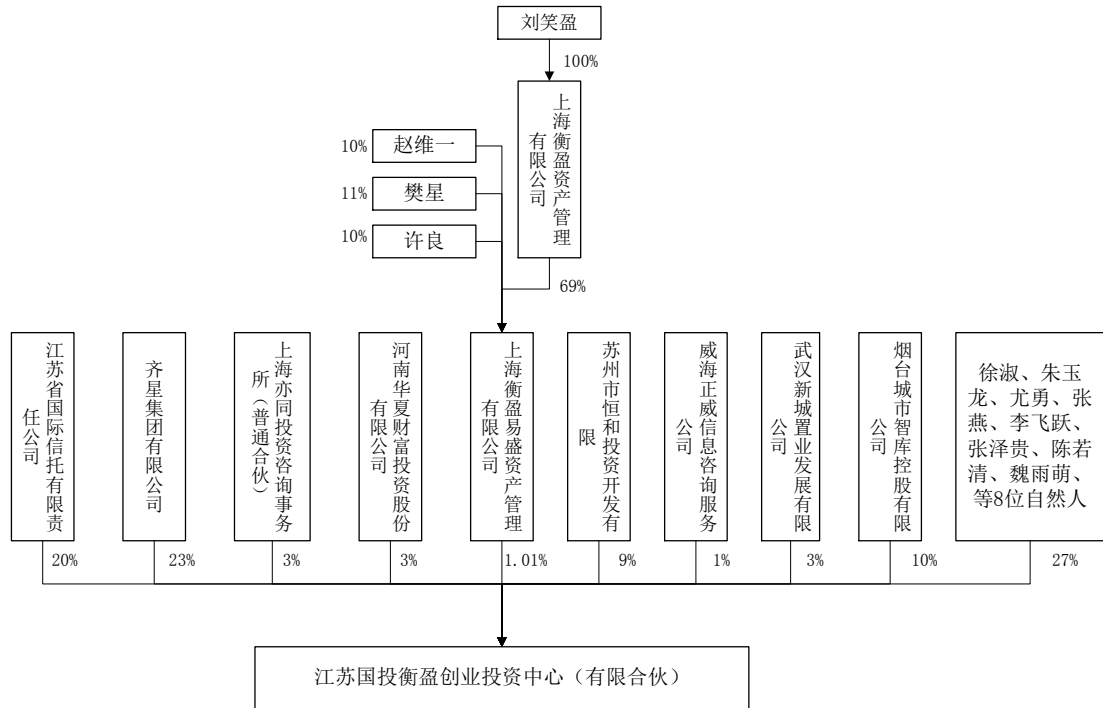 刘笑盈
100%
上海衡盈资产管理
有限公司
10%
赵维一
11%
樊星
10%
许良
69%
江苏省国际信托有限责
任公司
齐星集团有限公司
上海亦同投资咨询事务
所（普通合伙）
河南华夏财富投资股份
有限公司
上海衡盈易盛资产管理
有限公司
苏州市恒和投资开发有
限
威海正威信息咨询服务
公司
武汉新城置业发展有限
公司
烟台城市智库控股有限
公司
徐淑、朱玉
龙、尤勇、张
燕、李飞跃、
张泽贵、陈若
清、魏雨萌、
等8位自然人
20%
23%
3%
3%
1.01%
9%
1%
3%
10%
27%
江苏国投衡盈创业投资中心（有限合伙）